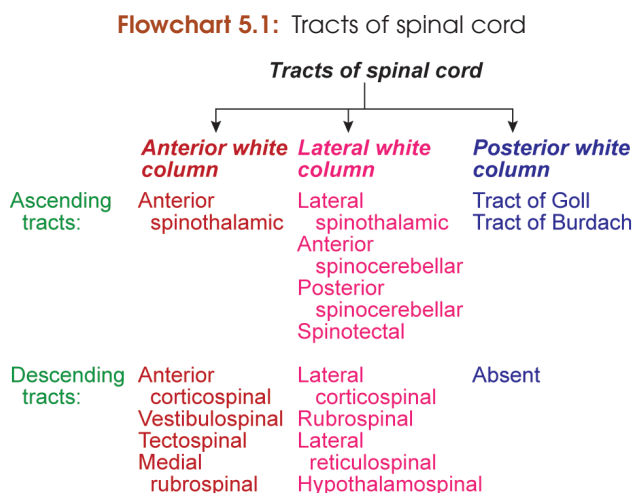 Flowchart 5.1: Tracts of spinal cord
Tracts of spinal cord
Anterior white column
Lateral white column
Posterior white column
Ascending tracts:
Anterior spinothalamic
Lateral spinothalamic
Anterior spinocerebellar
Posterior spinocerebellar
Spinotectal
Tract of Goll
Tract of Burdach
Descending tracts:
Anterior corticospinal
Vestibulospinal
Tectospinal
Medial rubrospinal
Lateral corticospinal
Rubrospinal
Lateral reticulospinal
Hypothalamospinal
Absent